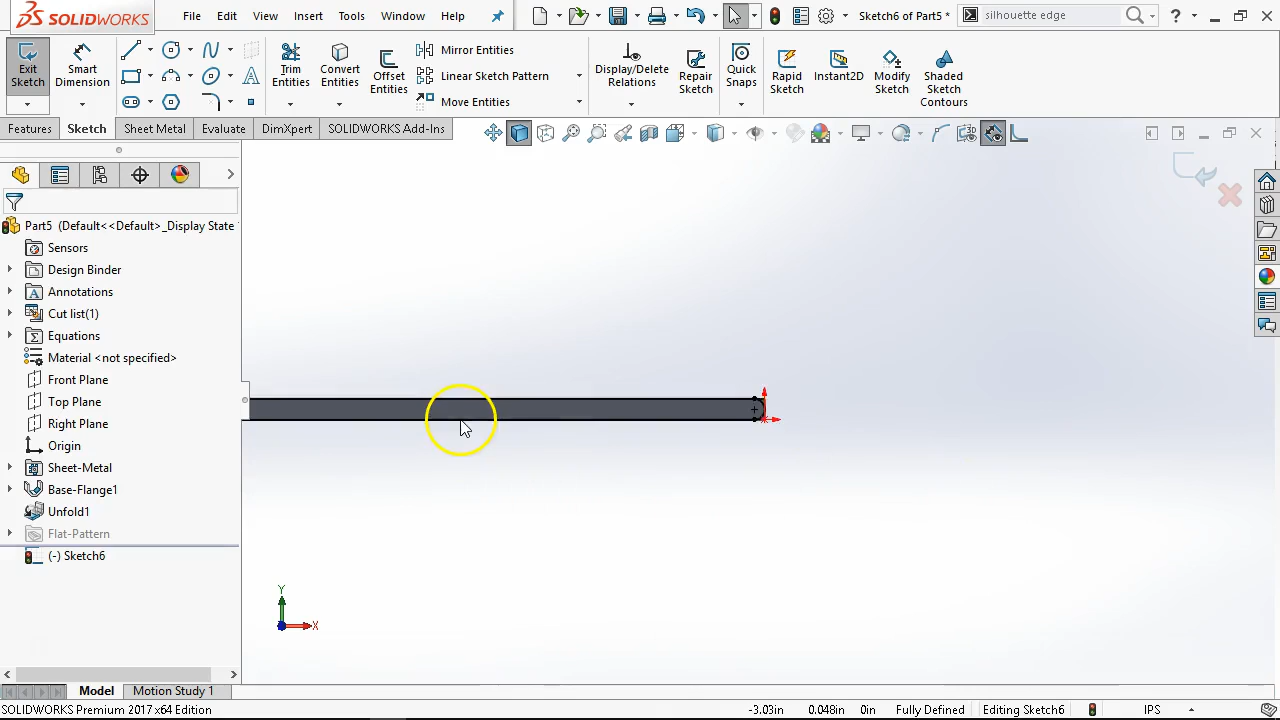 SOLIDWORKS
File
Edit
View
Insert
Tools
Window
Help
Sketch6 of Part5 *
silhouette edge
Exit
Sketch
Smart
Dimension
Trim
Entities
Convert
Entities
Offset
Entities
Mirror Entities
Linear Sketch Pattern
Move Entities
Display/Delete
Relations
Repair
Sketch
Quick
Snaps
Rapid
Sketch
Instant2D
Modify
Sketch
Shaded
Sketch
Contours
Features
Sketch
Sheet Metal
Evaluate
DimXpert
SOLIDWORKS Add-Ins
Part5 (Default<<Default>_Display State
Sensors
Design Binder
Annotations
Cut list(1)
Equations
Material <not specified>
Front Plane
Top Plane
Right Plane
Origin
Sheet-Metal
Base-Flange1
Unfold1
Flat-Pattern
(-) Sketch6
Y
X
Model
Motion Study 1
SOLIDWORKS Premium 2017 x64 Edition
-3.03in
0.048in
0in
Fully Defined
Editing Sketch6
IPS